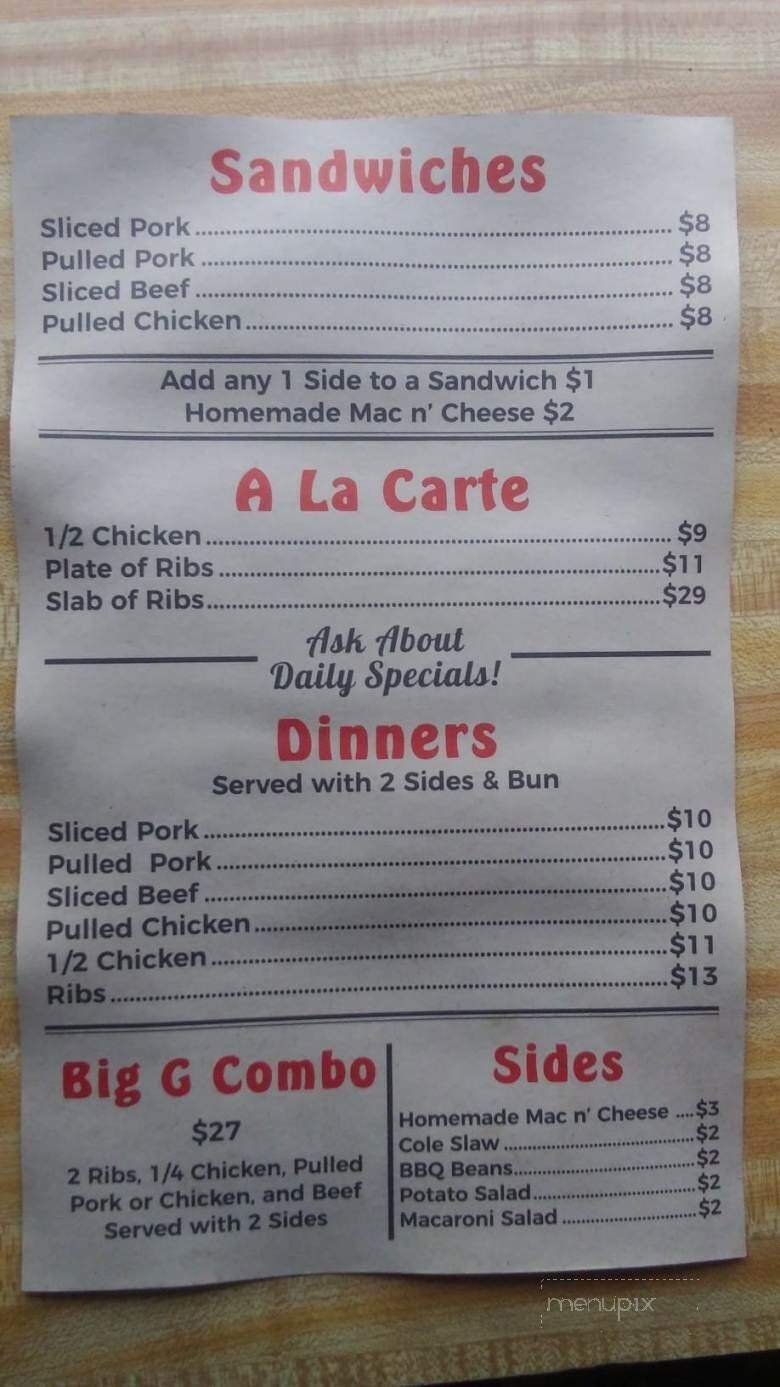 Sandwiches
Sliced Pork $8
Pulled Pork $8
Sliced Beef $8
Pulled Chicken $8
Add any 1 Side to a Sandwich $1
Homemade Mac n' Cheese $2
A La Carte
1/2 Chicken $9
Plate of Ribs $11
Slab of Ribs $29
Ask About
Daily Specials!
Dinners
Served with 2 Sides & Bun
Sliced Pork $10
Pulled Pork $10
Sliced Beef $10
Pulled Chicken $10
1/2 Chicken $11
Ribs $13
Big G Combo
$27
2 Ribs, 1/4 Chicken, Pulled
Pork or Chicken, and Beef
Served with 2 Sides
Sides
Homemade Mac n' Cheese $3
Cole Slaw $2
BBQ Beans $2
Potato Salad $2
Macaroni Salad $2
menupix